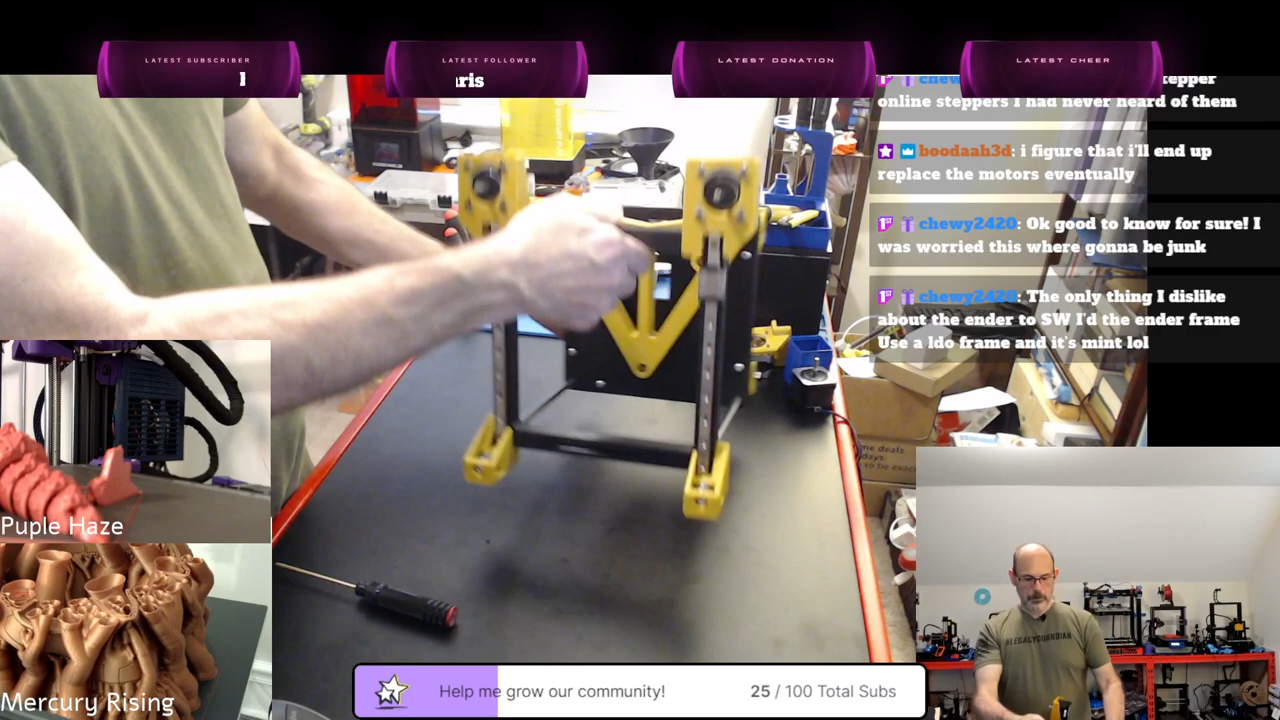 LATEST SUBSCRIBER
LATEST FOLLOWER
LATEST DONATION
LATEST CHEER
online steppers I had never heard of them
boodaah3d: i figure that i'll end up
replace the motors eventually
chewy2420: Ok good to know for sure! I
was worried this where gonna be junk
chewy2420: The only thing I dislike
about the ender to SW I'd the ender frame
Use a ldo frame and it's mint lol
Puple Haze
Mercury Rising
#LEGACYGUARDIAN
Help me grow our community!
25 / 100 Total Subs